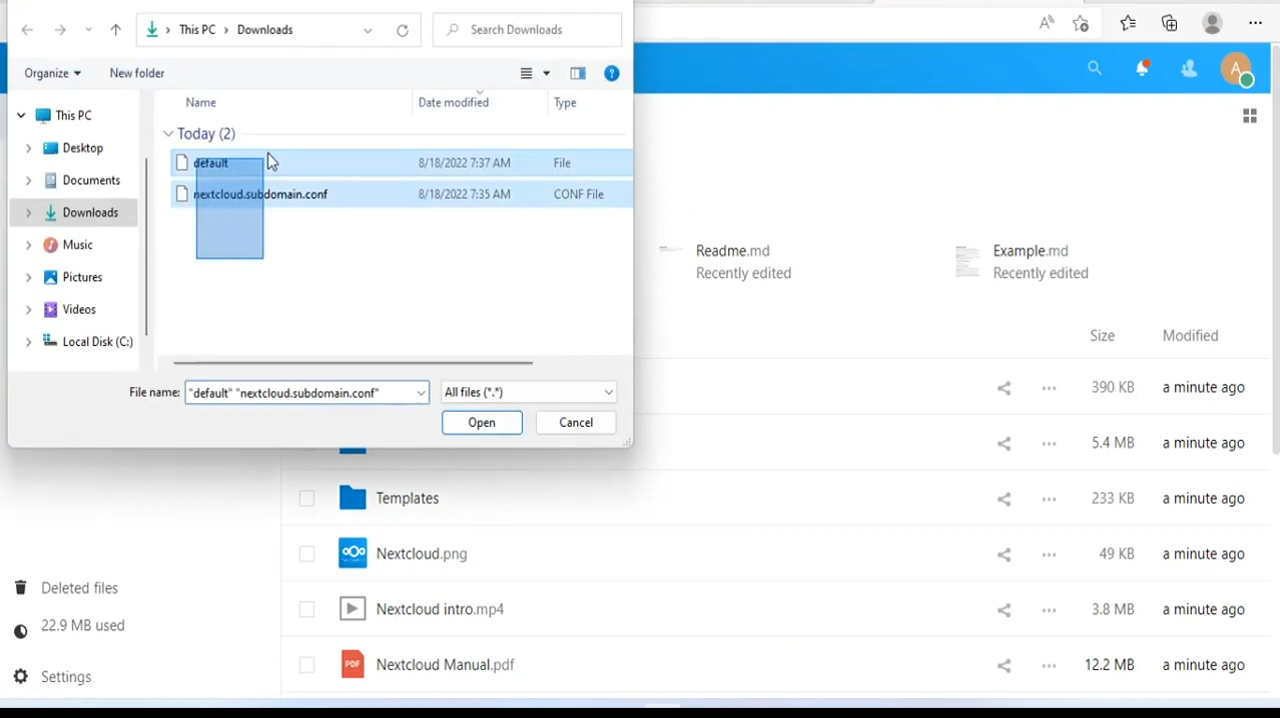 This PC › Downloads
Search Downloads
Organize
New folder
?
A
This PC
Desktop
Documents
Downloads
Music
Pictures
Videos
Local Disk (C:)
Name Date modified Type
Today (2)
default 8/18/2022 7:37 AM File
nextcloud.subdomain.conf 8/18/2022 7:35 AM CONF File
File name: "default" "nextcloud.subdomain.conf" All files (*.*)
Open Cancel
Readme.md
Recently edited
Example.md
Recently edited
Size Modified
390 KB a minute ago
5.4 MB a minute ago
Templates 233 KB a minute ago
Nextcloud.png 49 KB a minute ago
Nextcloud intro.mp4 3.8 MB a minute ago
PDF Nextcloud Manual.pdf 12.2 MB a minute ago
Deleted files
22.9 MB used
Settings